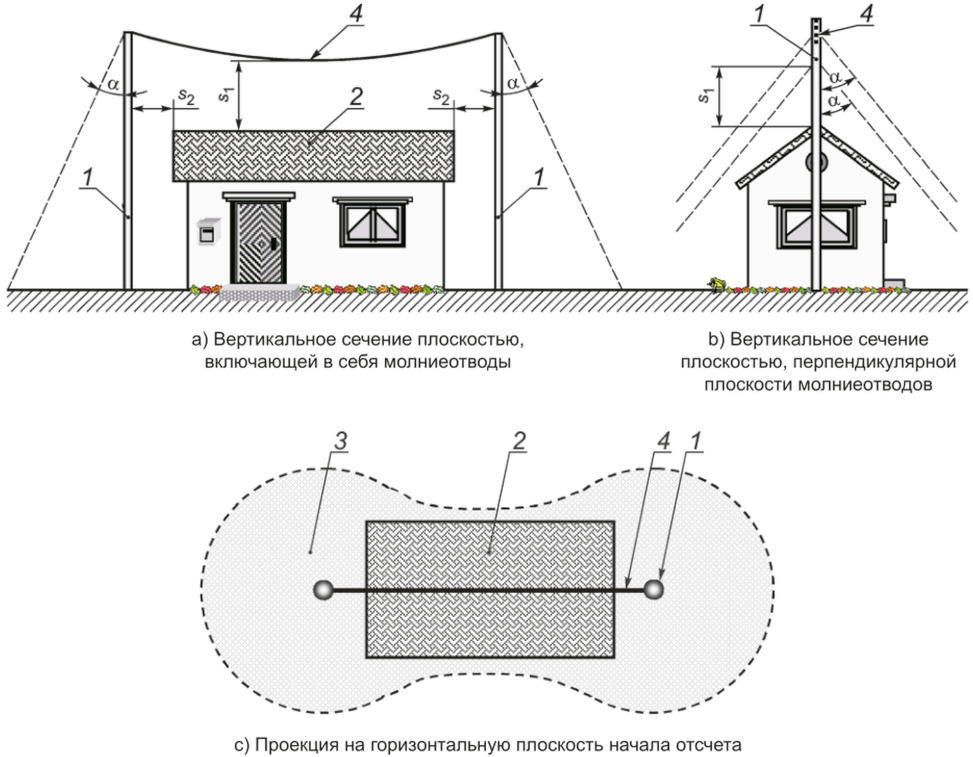 4
1
4
α
s2
s1
2
s2
α
s1
α
α
1
1
а) Вертикальное сечение плоскостью,
включающей в себя молниеотводы
b) Вертикальное сечение
плоскостью, перпендикулярной
плоскости молниеотводов
3
2
4
1
c) Проекция на горизонтальную плоскость начала отсчета